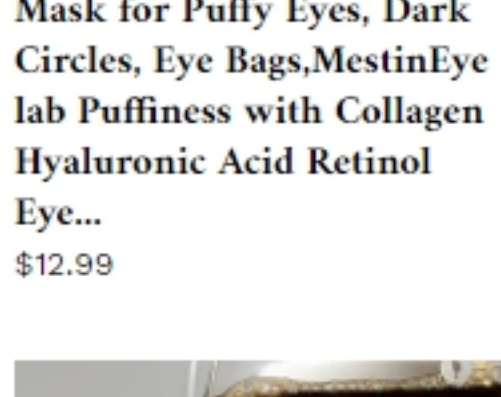 Mask for Puffy Eyes, Dark
Circles, Eye Bags,MestinEye
lab Puffiness with Collagen
Hyaluronic Acid Retinol
Eye...
$12.99